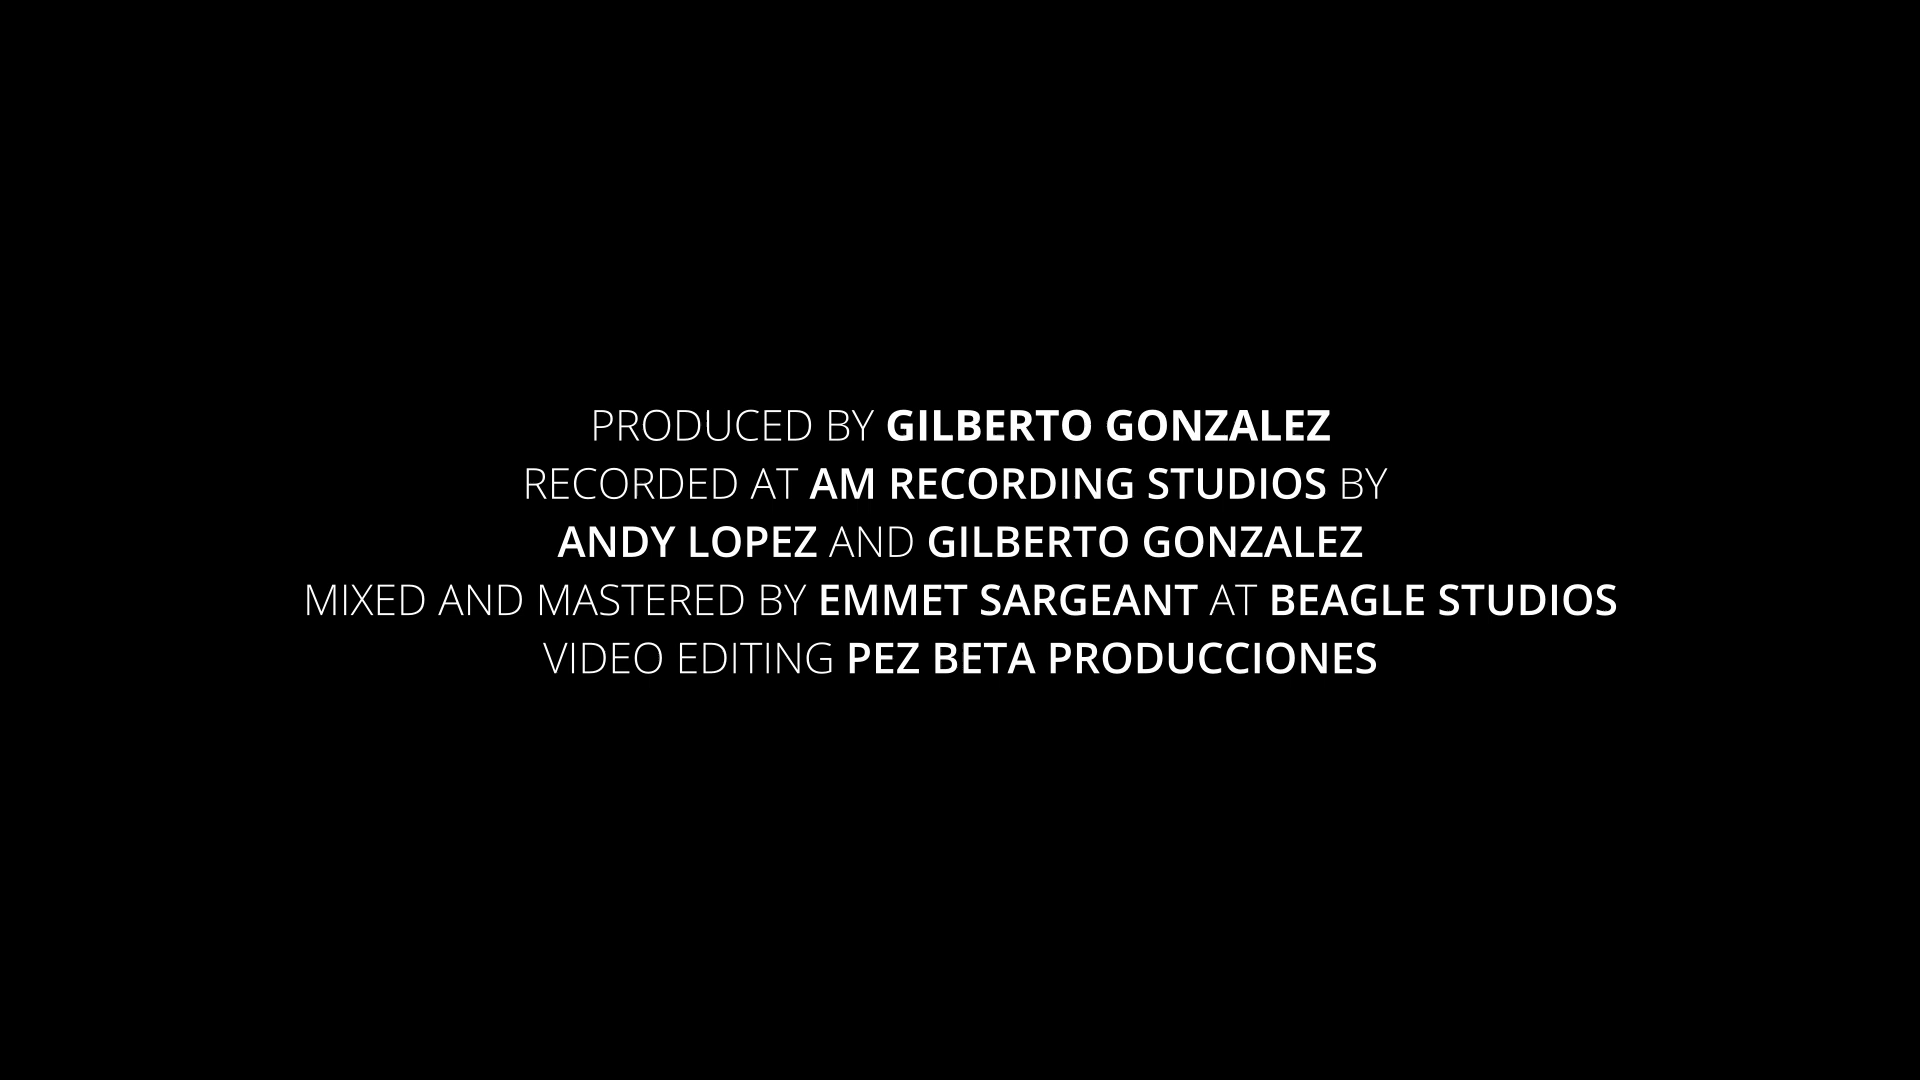 PRODUCED BY GILBERTO GONZALEZ
RECORDED AT AM RECORDING STUDIOS BY
ANDY LOPEZ AND GILBERTO GONZALEZ
MIXED AND MASTERED BY EMMET SARGEANT AT BEAGLE STUDIOS
VIDEO EDITING PEZ BETA PRODUCCIONES